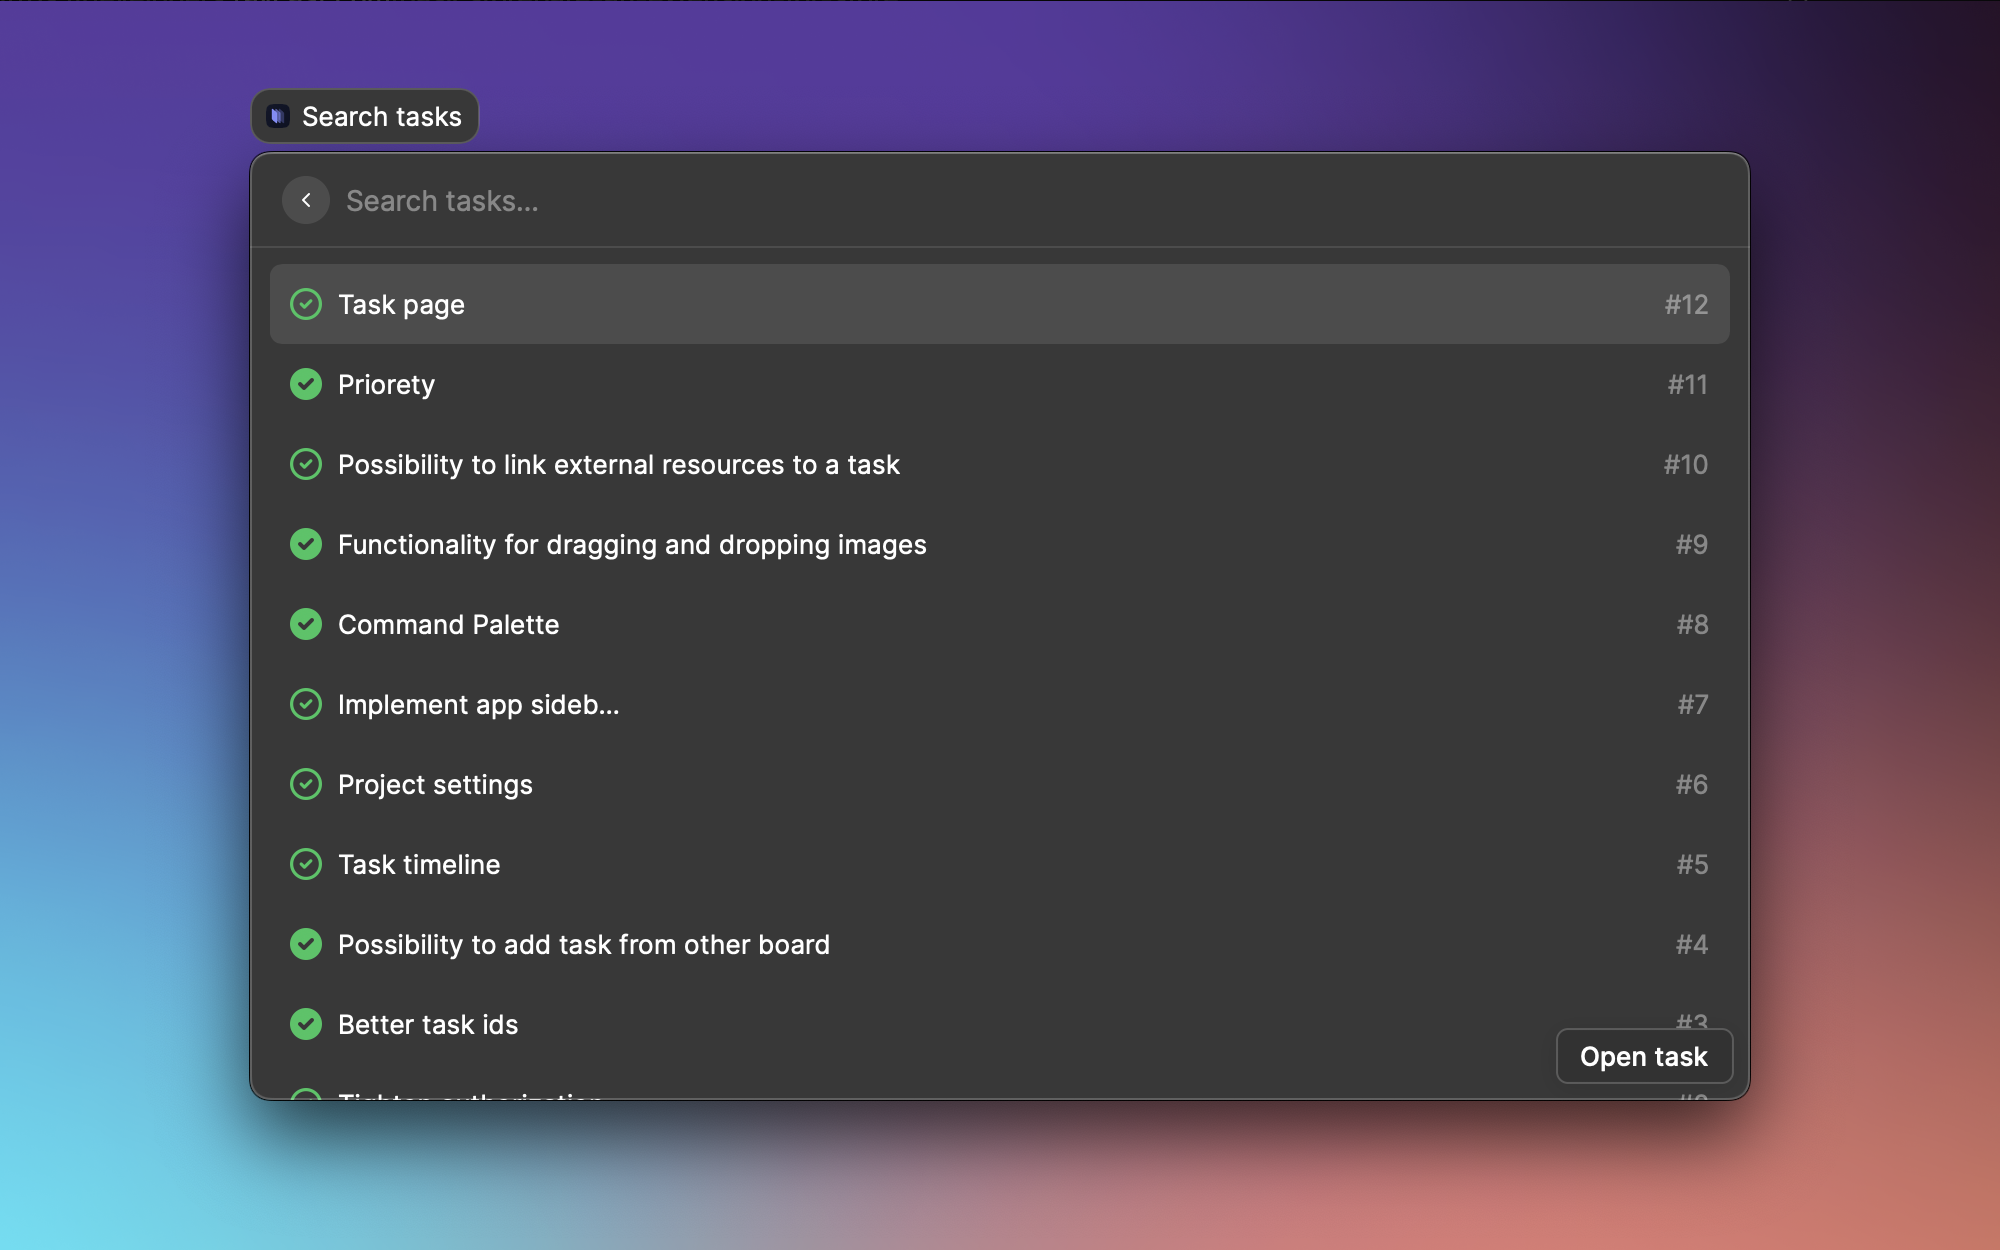 Search tasks
Search tasks...
Task page #12
Priorety #11
Possibility to link external resources to a task #10
Functionality for dragging and dropping images #9
Command Palette #8
Implement app sideb... #7
Project settings #6
Task timeline #5
Possibility to add task from other board #4
Better task ids #3
Open task
Tighten authorization